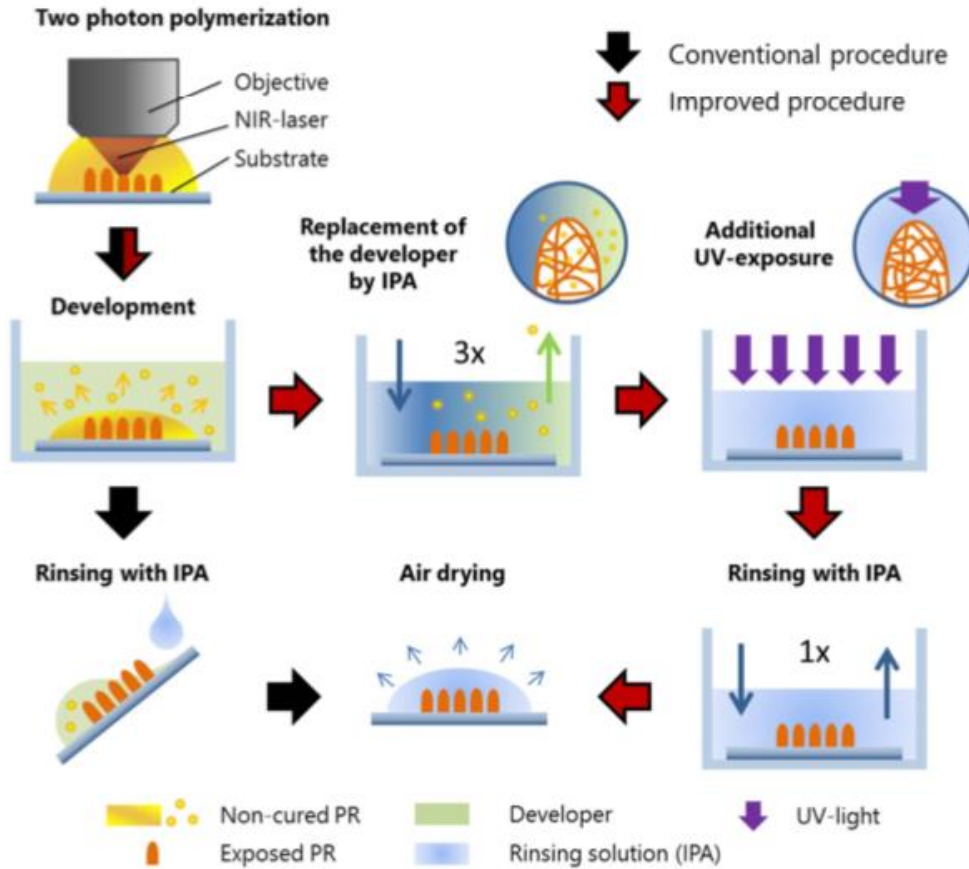 Two photon polymerization
Objective
NIR-laser
Substrate
Conventional procedure
Improved procedure
Development
Replacement of
the developer
by IPA
3x
Additional
UV-exposure
Rinsing with IPA
Air drying
Rinsing with IPA
1x
Non-cured PR
Developer
UV-light
Exposed PR
Rinsing solution (IPA)